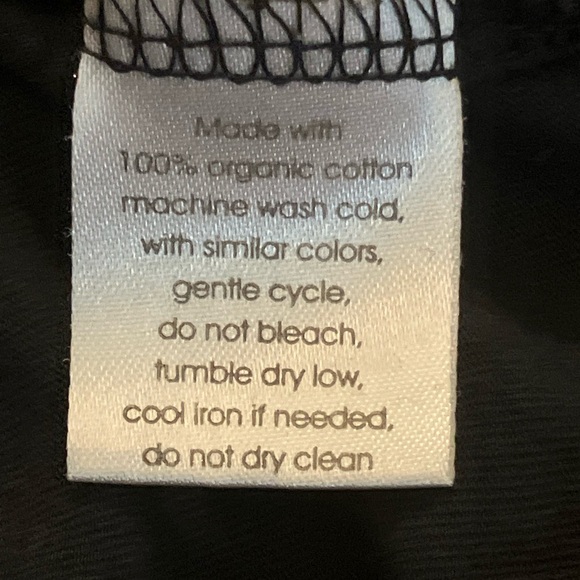 Made with
100% organic cotton
machine wash cold,
with similar colors,
gentle cycle,
do not bleach,
tumble dry low,
cool iron if needed,
do not dry clean